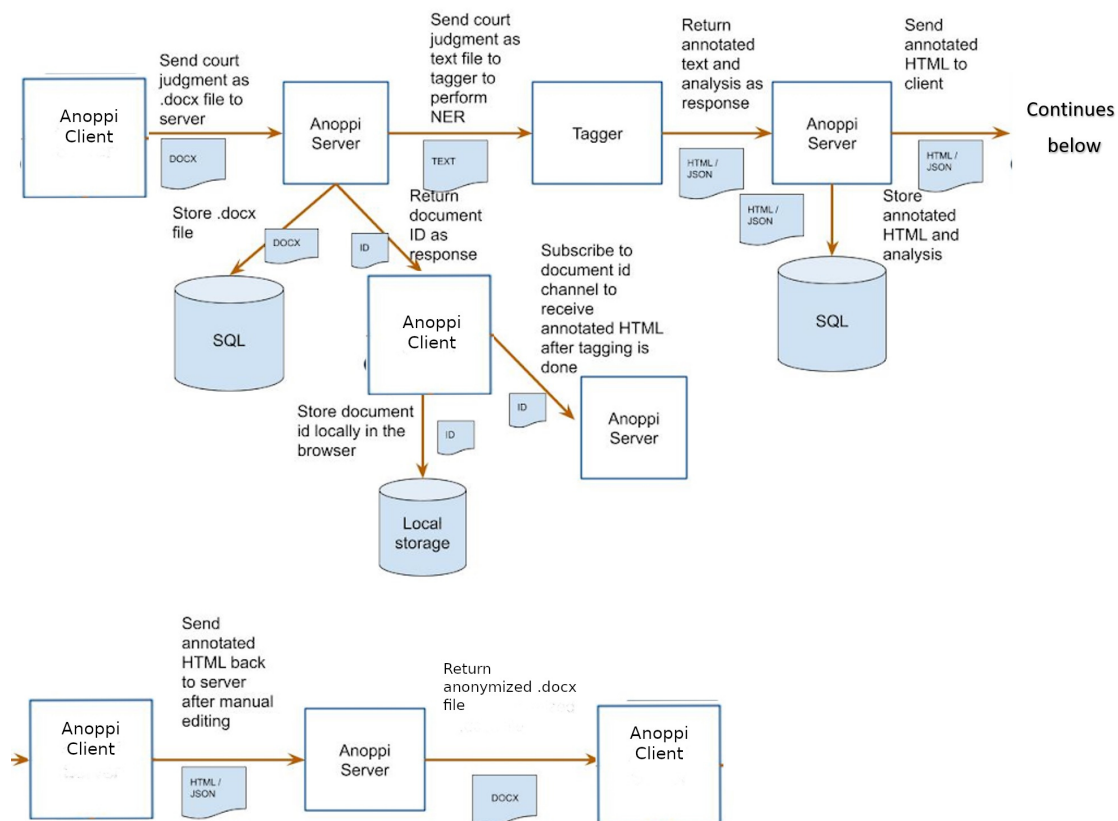 Send court
judgment as
.docx file to
server
Send court
judgment as
text file to
tagger to
perform
NER
Return
annotated
text and
analysis as
response
Send
annotated
HTML to
client
Anoppi
Client
DOCX
Anoppi
Server
TEXT
Tagger
HTML /
JSON
Anoppi
Server
HTML /
JSON
Continues
below
Store .docx
file
DOCX
ID
Return
document
ID as
response
HTML /
JSON
Store
annotated
HTML and
analysis
SQL
Anoppi
Client
Subscribe to
document id
channel to
receive
annotated HTML
after tagging is
done
SQL
Store document
id locally in the
browser
ID
ID
Anoppi
Server
Local
storage
Send
annotated
HTML back
to server
after manual
editing
Return
anonymized .docx
file
Anoppi
Client
HTML /
JSON
Anoppi
Server
DOCX
Anoppi
Client